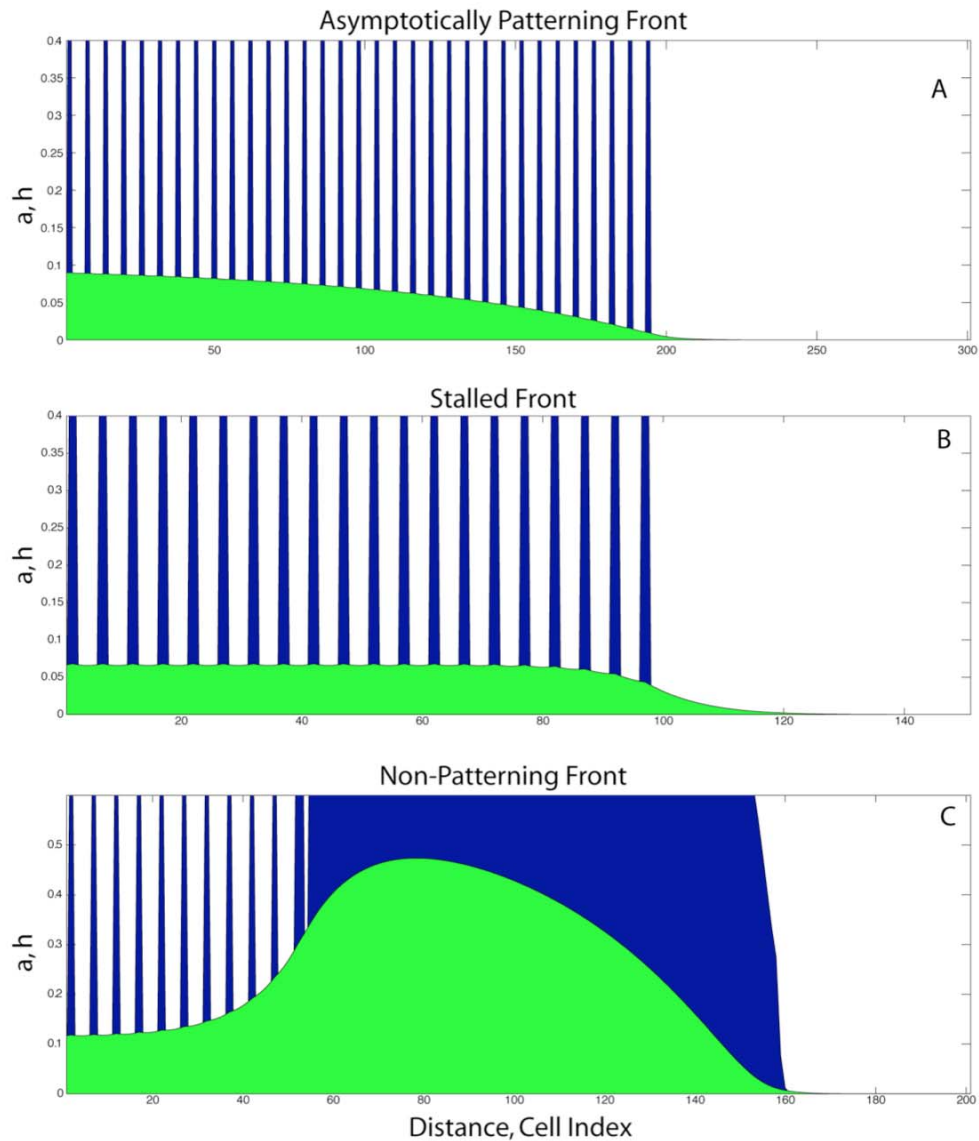 Asymptotically Patterning Front
A
0.4
0.35
0.3
0.25
0.2
0.15
0.1
0.05
0
a, h
50 100 150 200 250 300
Stalled Front
B
0.4
0.35
0.3
0.25
0.2
0.15
0.1
0.05
0
a, h
20 40 60 80 100 120 140
Non-Patterning Front
C
0.5
0.4
0.3
0.2
0.1
0
a, h
20 40 60 80 100 120 140 160 180 200
Distance, Cell Index